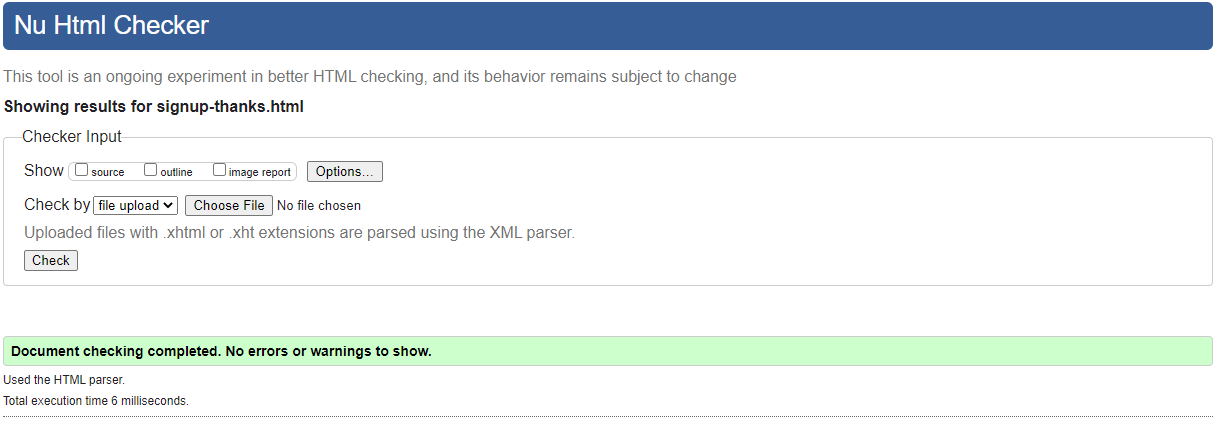 Nu Html Checker
This tool is an ongoing experiment in better HTML checking, and its behavior remains subject to change
Showing results for signup-thanks.html
Checker Input
Show source outline image report Options...
Check by file upload Choose File No file chosen
Uploaded files with .xhtml or .xht extensions are parsed using the XML parser.
Check
Document checking completed. No errors or warnings to show.
Used the HTML parser.
Total execution time 6 milliseconds.